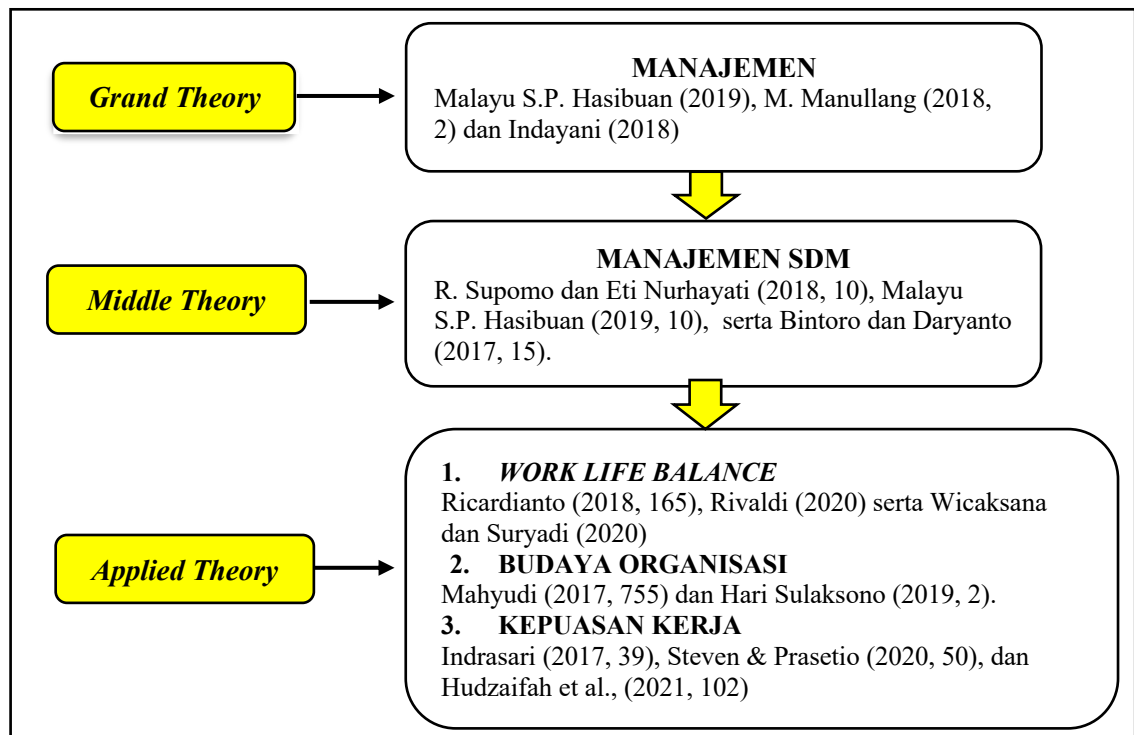 Grand Theory
MANAJEMEN
Malayu S.P. Hasibuan (2019), M. Manullang (2018,
2) dan Indayani (2018)
Middle Theory
MANAJEMEN SDM
R. Supomo dan Eti Nurhayati (2018, 10), Malayu
S.P. Hasibuan (2019, 10), serta Bintoro dan Daryanto
(2017, 15).
Applied Theory
1. WORK LIFE BALANCE
Ricardianto (2018, 165), Rivaldi (2020) serta Wicaksana
dan Suryadi (2020)
2. BUDAYA ORGANISASI
Mahyudi (2017, 755) dan Hari Sulaksono (2019, 2).
3. KEPUASAN KERJA
Indrasari (2017, 39), Steven & Prasetio (2020, 50), dan
Hudzaifah et al., (2021, 102)